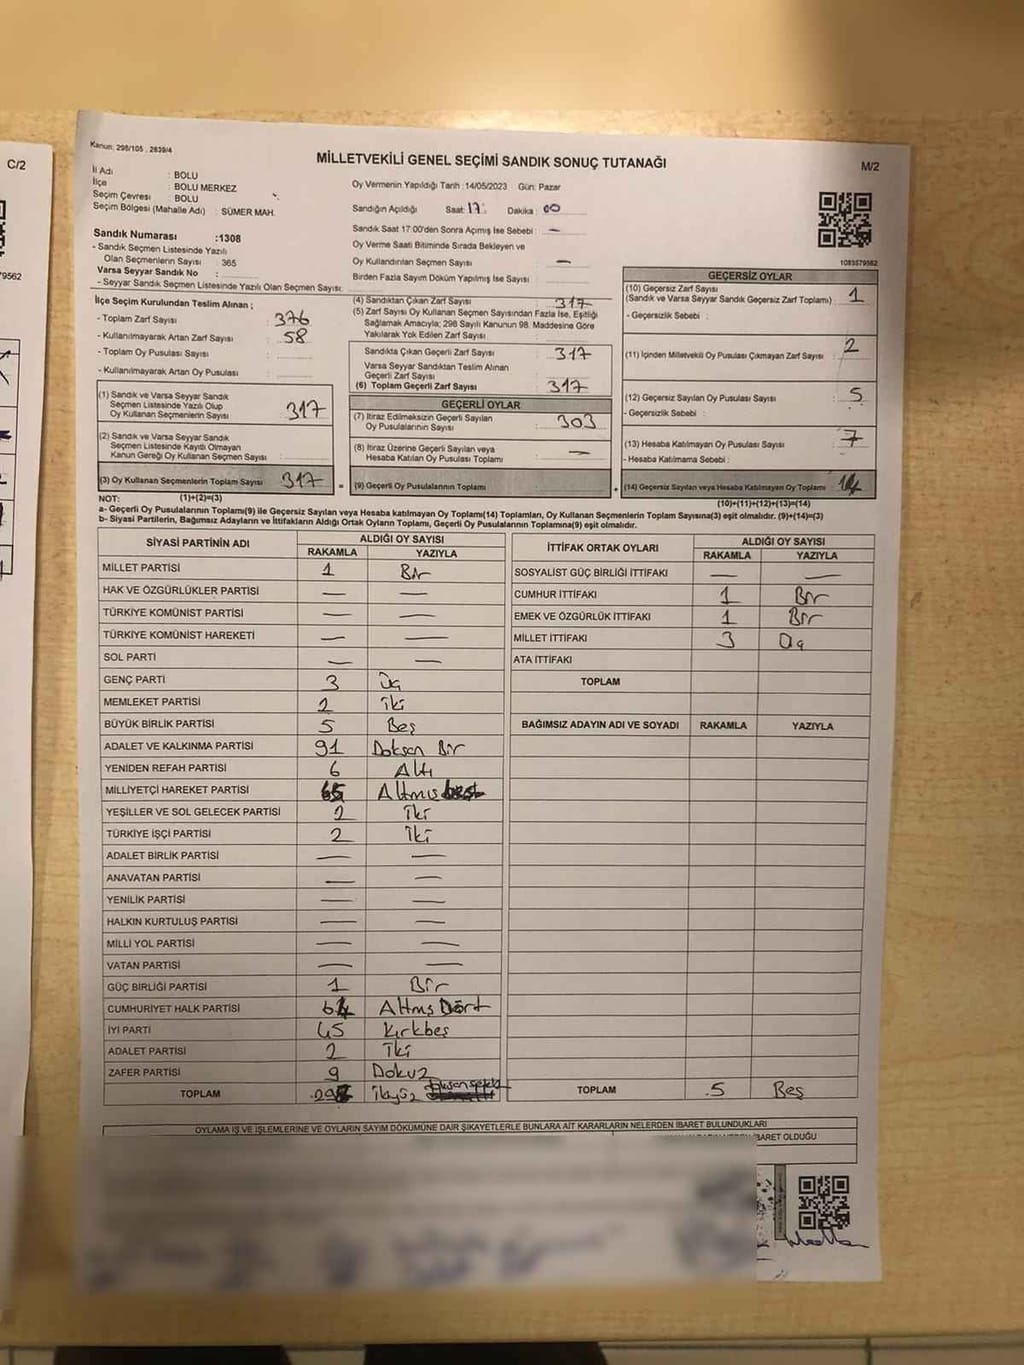 C/2
79562
Kanun: 298/105 , 2839/4
MİLLETVEKİLİ GENEL SEÇİMİ SANDIK SONUÇ TUTANAĞI
M/2
İl Adı : BOLU
İlçe : BOLU MERKEZ
Seçim Çevresi : BOLU
Seçim Bölgesi (Mahalle Adı) : SÜMER MAH.
Sandık Numarası :1308
- Sandık Seçmen Listesinde Yazılı
Olan Seçmenlerin Sayısı : 365
Varsa Seyyar Sandık No :
- Seyyar Sandık Seçmen Listesinde Yazılı Olan Seçmen Sayısı:
Oy Vermenin Yapıldığı Tarih :14/05/2023 Gün: Pazar
Sandığın Açıldığı Saat: 17: Dakika : 00
Sandık Saat 17:00'den Sonra Açımış İse Sebebi : —
Oy Verme Saati Bitiminde Sırada Bekleyen ve
Oy Kullandırılan Seçmen Sayısı : —
Birden Fazla Sayım Döküm Yapılmış İse Sayısı :
1083579562
İlçe Seçim Kurulundan Teslim Alınan ;
- Toplam Zarf Sayısı : 376
- Kullanılmayarak Artan Zarf Sayısı : 58
- Toplam Oy Pusulası Sayısı :
- Kullanılmayarak Artan Oy Pusulası :
(1) Sandık ve Varsa Seyyar Sandık
Seçmen Listesinde Yazılı Olup
Oy Kullanan Seçmenlerin Sayısı : 317
(2) Sandık ve Varsa Seyyar Sandık
Seçmen Listesinde Kayıtlı Olmayan
Kanun Gereği Oy Kullanan Seçmen Sayısı :
(3) Oy Kullanan Seçmenlerin Toplam Sayısı : 317 =
(4) Sandıktan Çıkan Zarf Sayısı : 317
(5) Zarf Sayısı Oy Kullanan Seçmen Sayısından Fazla İse, Eşitliği
Sağlamak Amacıyla; 298 Sayılı Kanunun 98. Maddesine Göre
Yakılarak Yok Edilen Zarf Sayısı :
Sandıkta Çıkan Geçerli Zarf Sayısı : 317
Varsa Seyyar Sandıktan Teslim Alınan
Geçerli Zarf Sayısı :
(6) Toplam Geçerli Zarf Sayısı : 317
GEÇERLİ OYLAR
(7) İtiraz Edilmeksizin Geçerli Sayılan
Oy Pusulalarının Sayısı : 303
(8) İtiraz Üzerine Geçerli Sayılan veya
Hesaba Katılan Oy Pusulası Toplamı : —
(9) Geçerli Oy Pusulalarının Toplamı : +
GEÇERSİZ OYLAR
(10) Geçersiz Zarf Sayısı
(Sandık ve Varsa Seyyar Sandık Geçersiz Zarf Toplamı) : 1
- Geçersizlik Sebebi :
(11) İçinden Milletvekili Oy Pusulası Çıkmayan Zarf Sayısı : 2
(12) Geçersiz Sayılan Oy Pusulası Sayısı : 5
- Geçersizlik Sebebi :
(13) Hesaba Katılmayan Oy Pusulası Sayısı : 7
- Hesaba Katılmama Sebebi :
(14) Geçersiz Sayılan veya Hesaba Katılmayan Oy Toplamı : 14
NOT: (1)+(2)=(3) (10)+(11)+(12)+(13)=(14)
a- Geçerli Oy Pusulalarının Toplamı(9) ile Geçersiz Sayılan veya Hesaba katılmayan Oy Toplamı(14) Toplamları, Oy Kullanan Seçmenlerin Toplam Sayısına(3) eşit olmalıdır. (9)+(14)=(3)
b- Siyasi Partilerin, Bağımsız Adayların ve İttifakların Aldığı Ortak Oyların Toplamı, Geçerli Oy Pusulalarının Toplamına(9) eşit olmalıdır.
SİYASİ PARTİNİN ADI ALDIĞI OY SAYISI
RAKAMLA YAZIYLA
MİLLET PARTİSİ 1 Bir
HAK VE ÖZGÜRLÜKLER PARTİSİ — —
TÜRKİYE KOMÜNİST PARTİSİ — —
TÜRKİYE KOMÜNİST HAREKETİ — —
SOL PARTİ — —
GENÇ PARTİ 3 Üç
MEMLEKET PARTİSİ 2 İki
BÜYÜK BİRLİK PARTİSİ 5 Beş
ADALET VE KALKINMA PARTİSİ 91 Doksan Bir
YENİDEN REFAH PARTİSİ 6 Altı
MİLLİYETÇİ HAREKET PARTİSİ 65 Altmış beş
YEŞİLLER VE SOL GELECEK PARTİSİ 2 İki
TÜRKİYE İŞÇİ PARTİSİ 2 İki
ADALET BİRLİK PARTİSİ — —
ANAVATAN PARTİSİ — —
YENİLİK PARTİSİ — —
HALKIN KURTULUŞ PARTİSİ — —
MİLLİ YOL PARTİSİ — —
VATAN PARTİSİ — —
GÜÇ BİRLİĞİ PARTİSİ 1 Bir
CUMHURİYET HALK PARTİSİ 64 Altmış Dört
İYİ PARTİ 45 Kırkbeş
ADALET PARTİSİ 2 İki
ZAFER PARTİSİ 9 Dokuz
TOPLAM 298 İkiyüz
İTTİFAK ORTAK OYLARI ALDIĞI OY SAYISI
RAKAMLA YAZIYLA
SOSYALİST GÜÇ BİRLİĞİ İTTİFAKI — —
CUMHUR İTTİFAKI 1 Bir
EMEK VE ÖZGÜRLÜK İTTİFAKI 1 Bir
MİLLET İTTİFAKI 3 Üç
ATA İTTİFAKI
TOPLAM
BAĞIMSIZ ADAYIN ADI VE SOYADI RAKAMLA YAZIYLA
TOPLAM 5 Beş
OYLAMA İŞ VE İŞLEMLERİNE VE OYLARIN SAYIM DÖKÜMÜNE DAİR ŞİKAYETLERLE BUNLARA AİT KARARLARIN NELERDEN İBARET BULUNDUKLARI
İBARET OLDUĞU